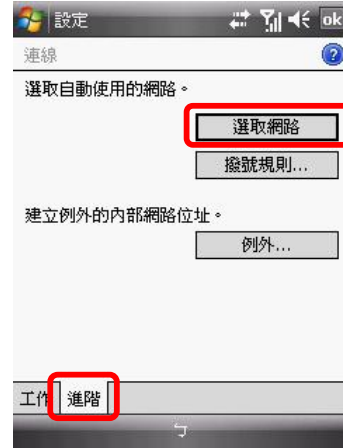 設定
ok
連線
?
選取自動使用的網路。
選取網路
撥號規則...
建立例外的內部網路位址。
例外...
工作 進階